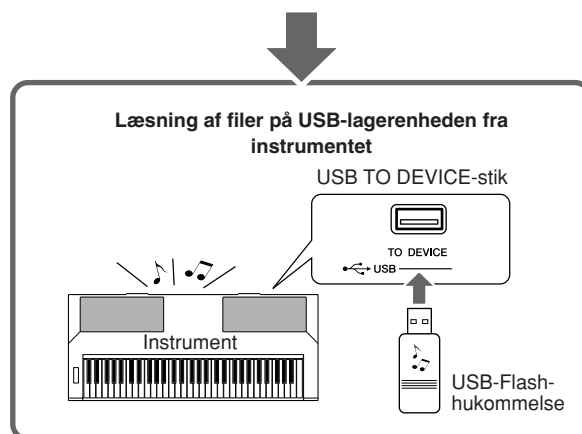 Læsning af filer på USB-lagerenheden fra
instrumentet
USB TO DEVICE-stik
TO DEVICE
USB
Instrument
USB-Flash-
hukommelse